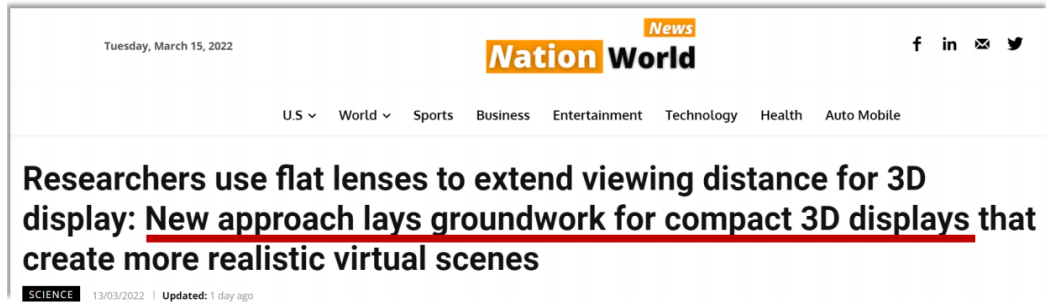 Tuesday, March 15, 2022
News
Nation World
U.S World Sports Business Entertainment Technology Health Auto Mobile
Researchers use flat lenses to extend viewing distance for 3D
display: New approach lays groundwork for compact 3D displays that
create more realistic virtual scenes
SCIENCE 13/03/2022 | Updated: 1 day ago